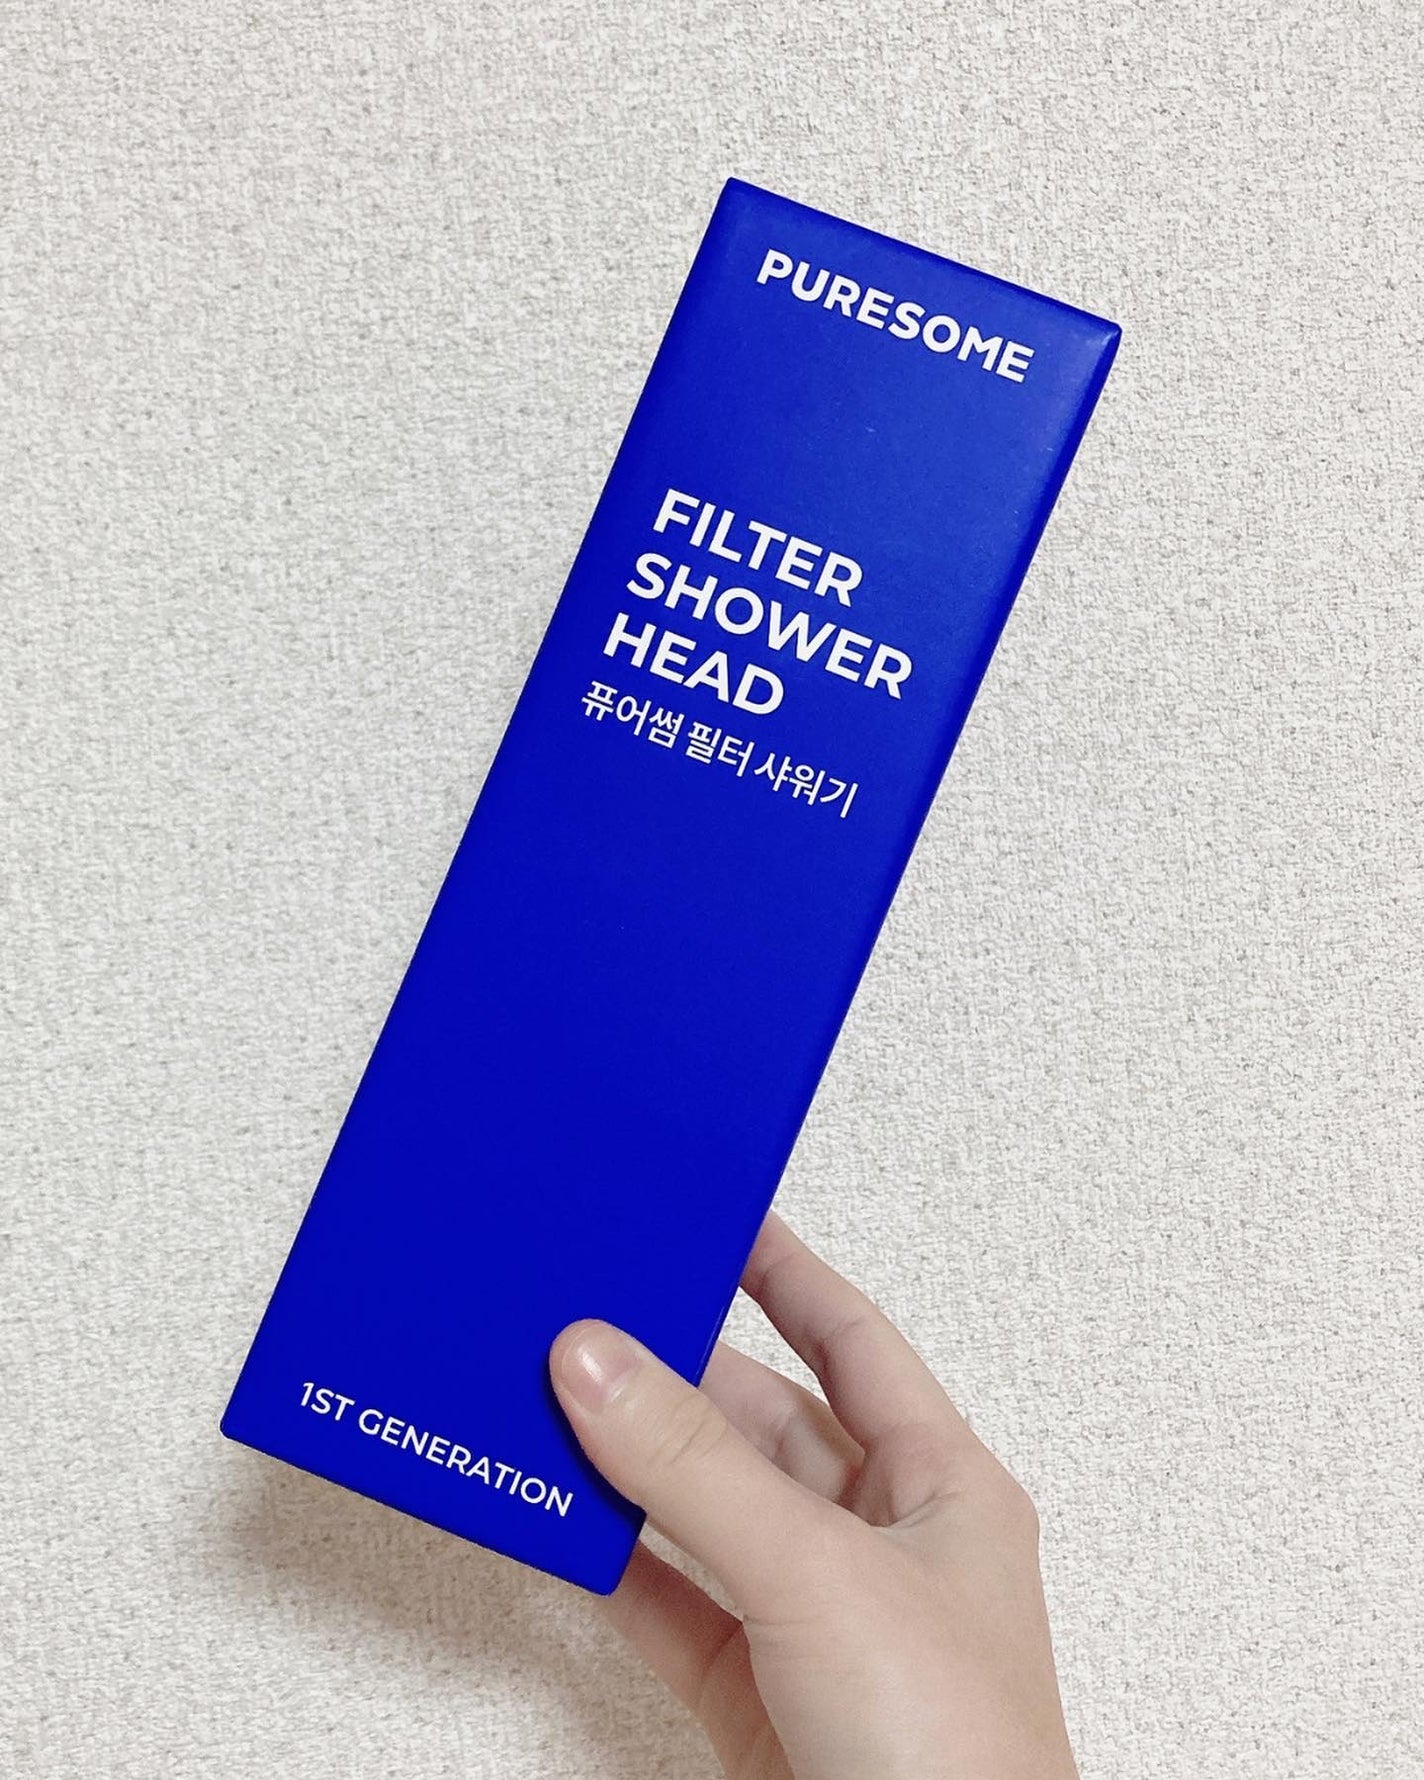 PURESOME
FILTER
SHOWER
HEAD
퓨어썸 필터 샤워기
1ST GENERATION